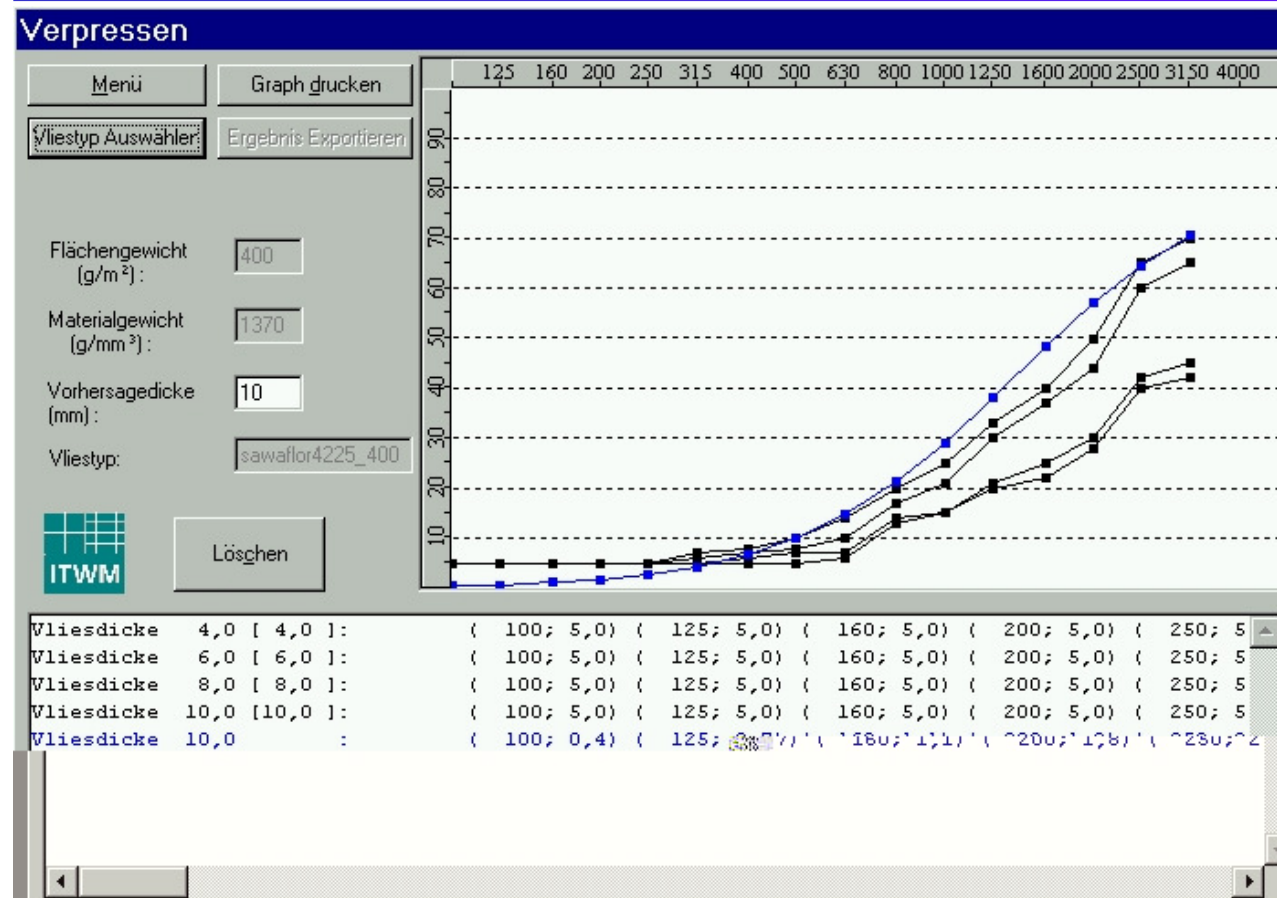 Verpressen
Menü
Graph drucken
Vliestyp Auswähler
Ergebnis Exportieren
Flächengewicht
(g/m²) :
400
Materialgewicht
(g/mm³) :
1370
Vorhersagedicke
(mm) :
10
Vliestyp:
sawaflor4225_400
ITWM
Löschen
125 160 200 250 315 400 500 630 800 1000 1250 1600 2000 2500 3150 4000
90
80
70
60
50
40
30
20
10
Vliesdicke 4,0 [ 4,0 ]: ( 100; 5,0) ( 125; 5,0) ( 160; 5,0) ( 200; 5,0) ( 250; 5
Vliesdicke 6,0 [ 6,0 ]: ( 100; 5,0) ( 125; 5,0) ( 160; 5,0) ( 200; 5,0) ( 250; 5
Vliesdicke 8,0 [ 8,0 ]: ( 100; 5,0) ( 125; 5,0) ( 160; 5,0) ( 200; 5,0) ( 250; 5
Vliesdicke 10,0 [10,0 ]: ( 100; 5,0) ( 125; 5,0) ( 160; 5,0) ( 200; 5,0) ( 250; 5
Vliesdicke 10,0 : ( 100; 0,4) ( 125;